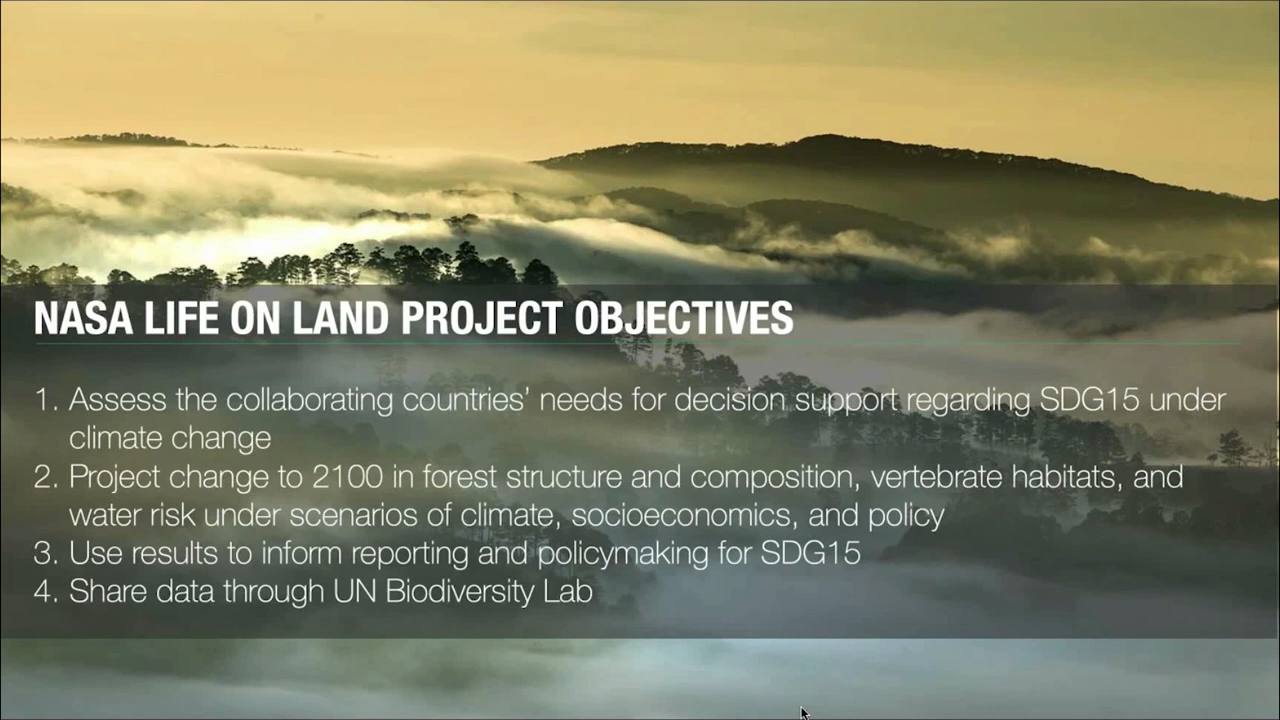 NASA LIFE ON LAND PROJECT OBJECTIVES
1. Assess the collaborating countries' needs for decision support regarding SDG15 under
climate change
2. Project change to 2100 in forest structure and composition, vertebrate habitats, and
water risk under scenarios of climate, socioeconomics, and policy
3. Use results to inform reporting and policymaking for SDG15
4. Share data through UN Biodiversity Lab